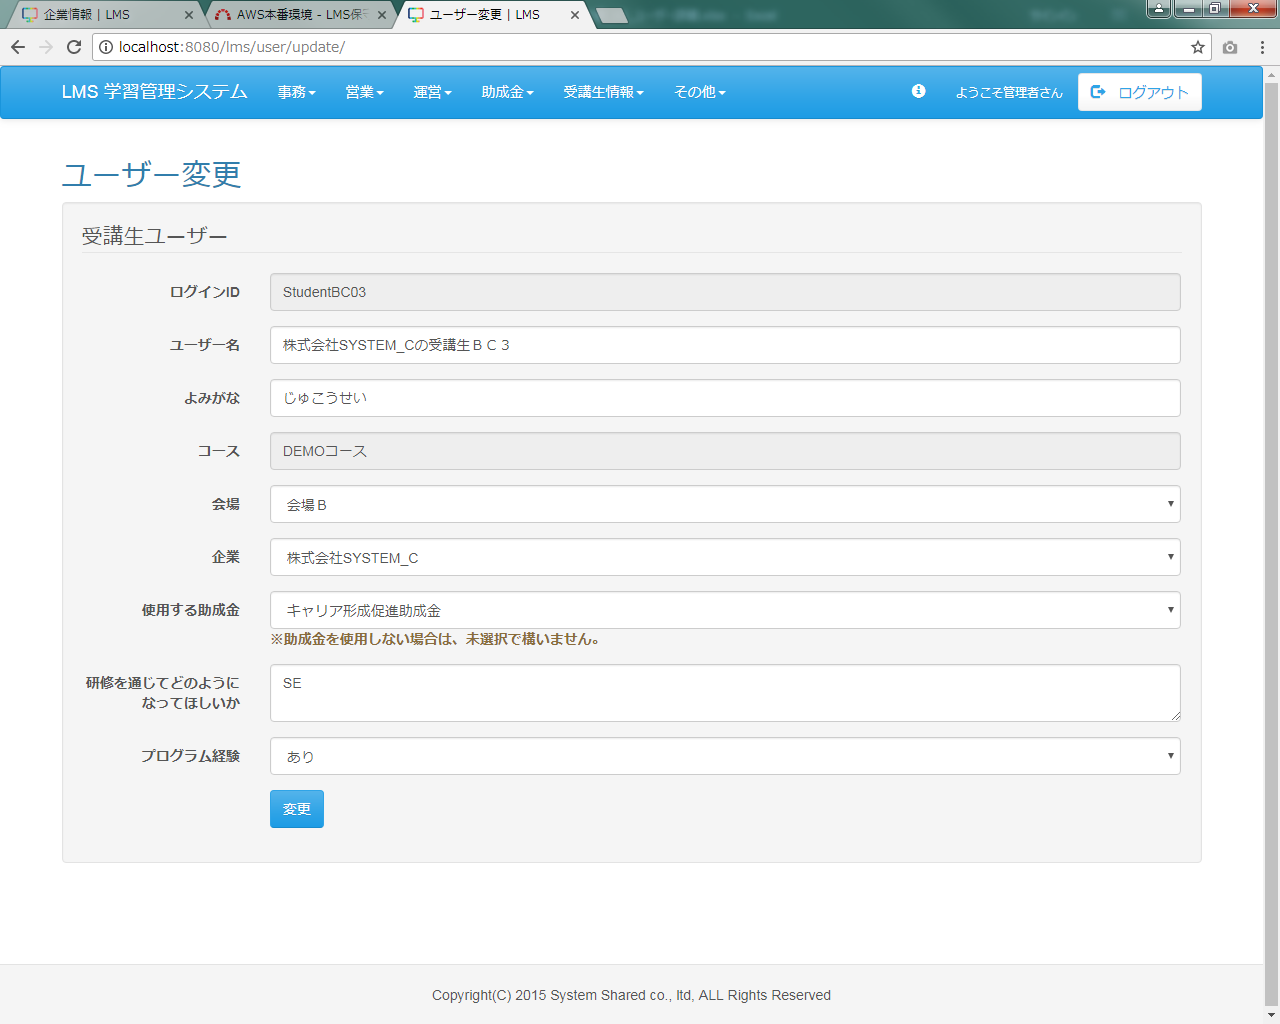 企業情報 | LMS
AWS本番環境 - LMS保守
ユーザー変更 | LMS
localhost:8080/lms/user/update/
LMS 学習管理システム
事務
営業
運営
助成金
受講生情報
その他
ようこそ管理者さん
ログアウト
ユーザー変更
受講生ユーザー
ログインID
StudentBC03
ユーザー名
株式会社SYSTEM_Cの受講生ＢＣ３
よみがな
じゅこうせい
コース
DEMOコース
会場
会場Ｂ
企業
株式会社SYSTEM_C
使用する助成金
キャリア形成促進助成金
※助成金を使用しない場合は、未選択で構いません。
研修を通じてどのように
なってほしいか
SE
プログラム経験
あり
変更
Copyright(C) 2015 System Shared co., ltd, ALL Rights Reserved